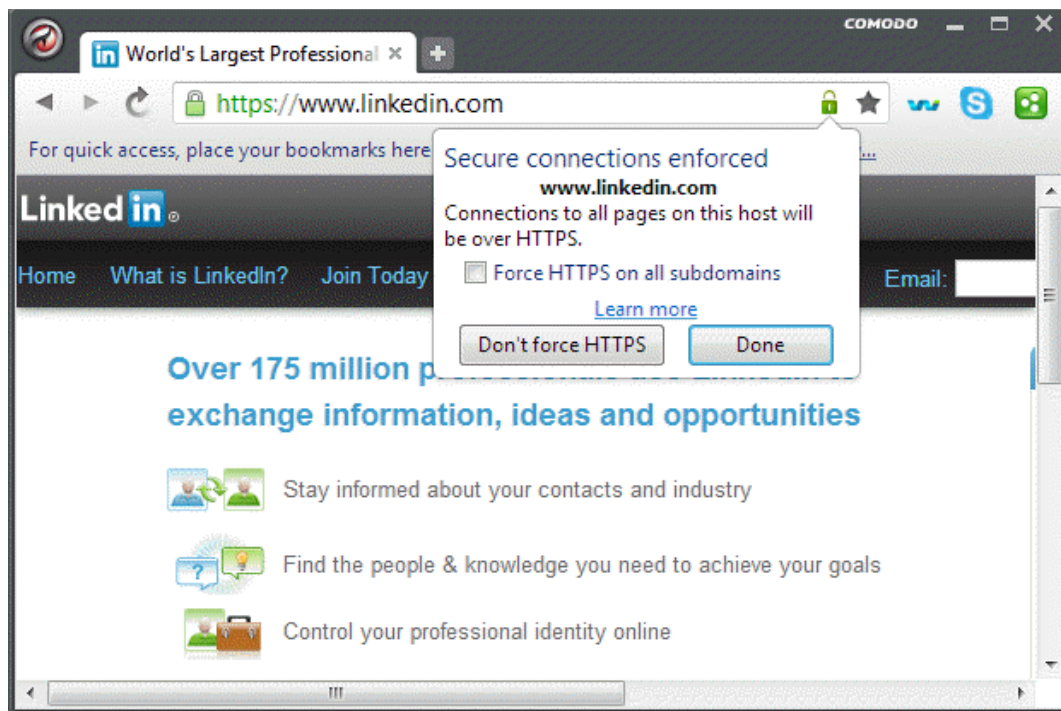 COMODO
World's Largest Professional
https://www.linkedin.com
For quick access, place your bookmarks here
Secure connections enforced
www.linkedin.com
Connections to all pages on this host will
be over HTTPS.
Force HTTPS on all subdomains
Learn more
Don't force HTTPS
Done
Linked in ®
Home
What is LinkedIn?
Join Today
Email:
Over 175 million
exchange information, ideas and opportunities
Stay informed about your contacts and industry
Find the people & knowledge you need to achieve your goals
Control your professional identity online